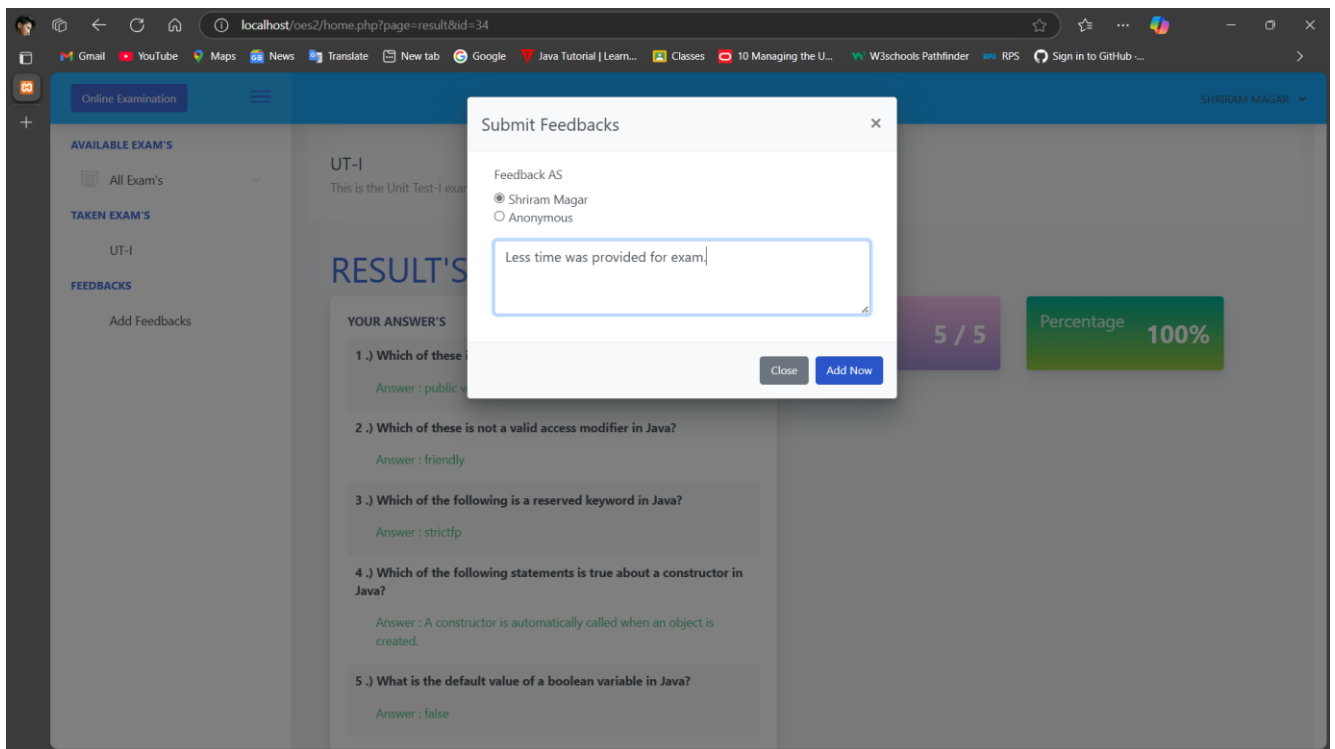 localhost/oes2/home.php?page=result&id=34
Gmail YouTube Maps News Translate New tab Google Java Tutorial | Learn... Classes 10 Managing the U... W3schools Pathfinder RPS Sign in to GitHub ·...
Online Examination
SHRIRAM MAGAR
AVAILABLE EXAM'S
All Exam's
TAKEN EXAM'S
UT-I
FEEDBACKS
Add Feedbacks
UT-I
This is the Unit Test-I exam
RESULT'S
Submit Feedbacks ×
Feedback AS
Shriram Magar
Anonymous
Less time was provided for exam.
Close Add Now
5 / 5
Percentage 100%
YOUR ANSWER'S
1 .) Which of these i
Answer : public v
2 .) Which of these is not a valid access modifier in Java?
Answer : friendly
3 .) Which of the following is a reserved keyword in Java?
Answer : strictfp
4 .) Which of the following statements is true about a constructor in
Java?
Answer : A constructor is automatically called when an object is
created.
5 .) What is the default value of a boolean variable in Java?
Answer : false